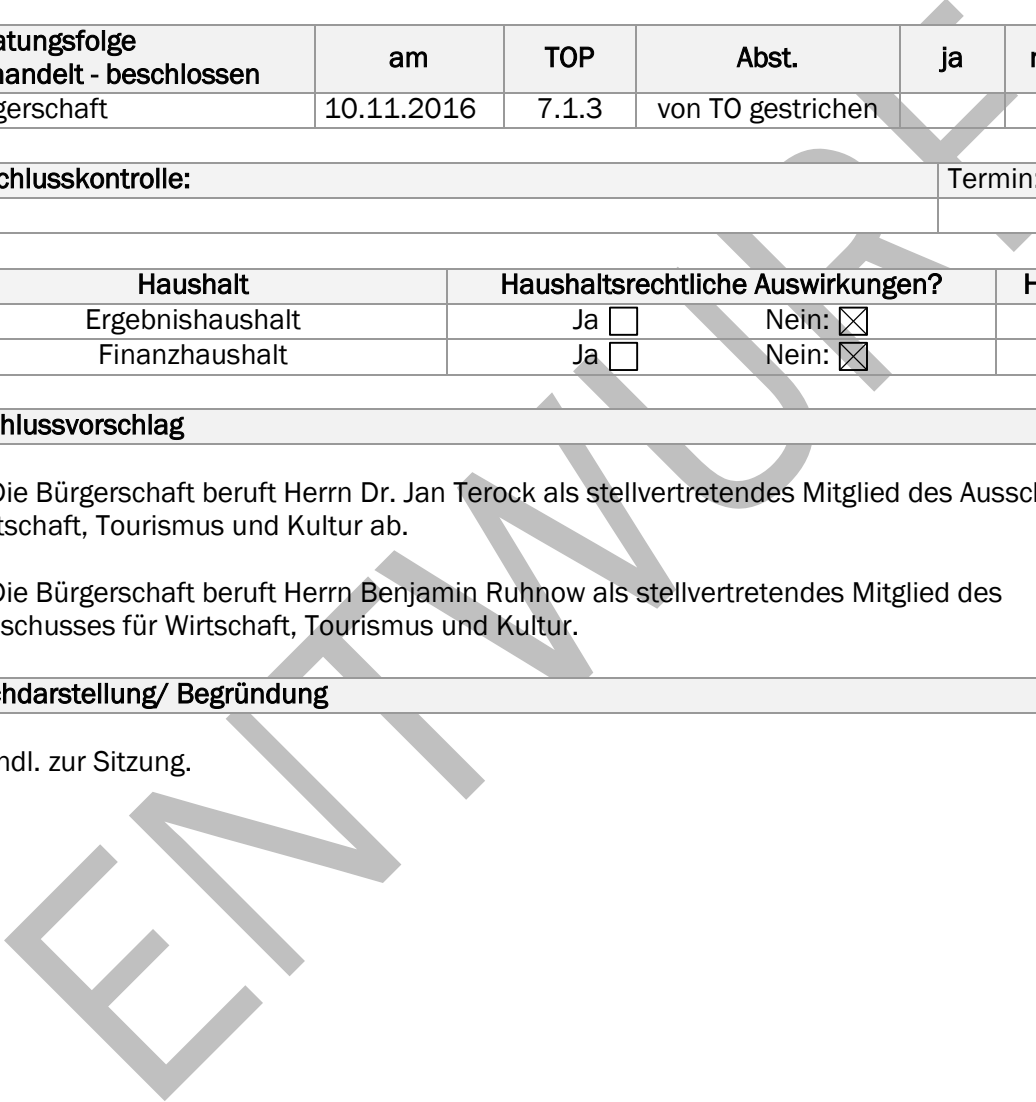 atungsfolge
andelt - beschlossen am TOP Abst. ja
gerschaft 10.11.2016 7.1.3 von TO gestrichen
chlusskontrolle: Termin:
Haushalt Haushaltsrechtliche Auswirkungen? H
Ergebnishaushalt Ja ☐ Nein: ☒
Finanzhaushalt Ja ☐ Nein: ☒
hlussvorschlag
Die Bürgerschaft beruft Herrn Dr. Jan Terock als stellvertretendes Mitglied des Aussch
tschaft, Tourismus und Kultur ab.
Die Bürgerschaft beruft Herrn Benjamin Ruhnow als stellvertretendes Mitglied des
schusses für Wirtschaft, Tourismus und Kultur.
chdarstellung/ Begründung
ndl. zur Sitzung.
ENTWURF